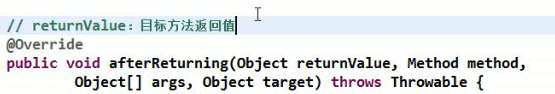 // returnValue：目标方法返回值
@Override
public void afterReturning(Object returnValue, Method method,
Object[] args, Object target) throws Throwable {